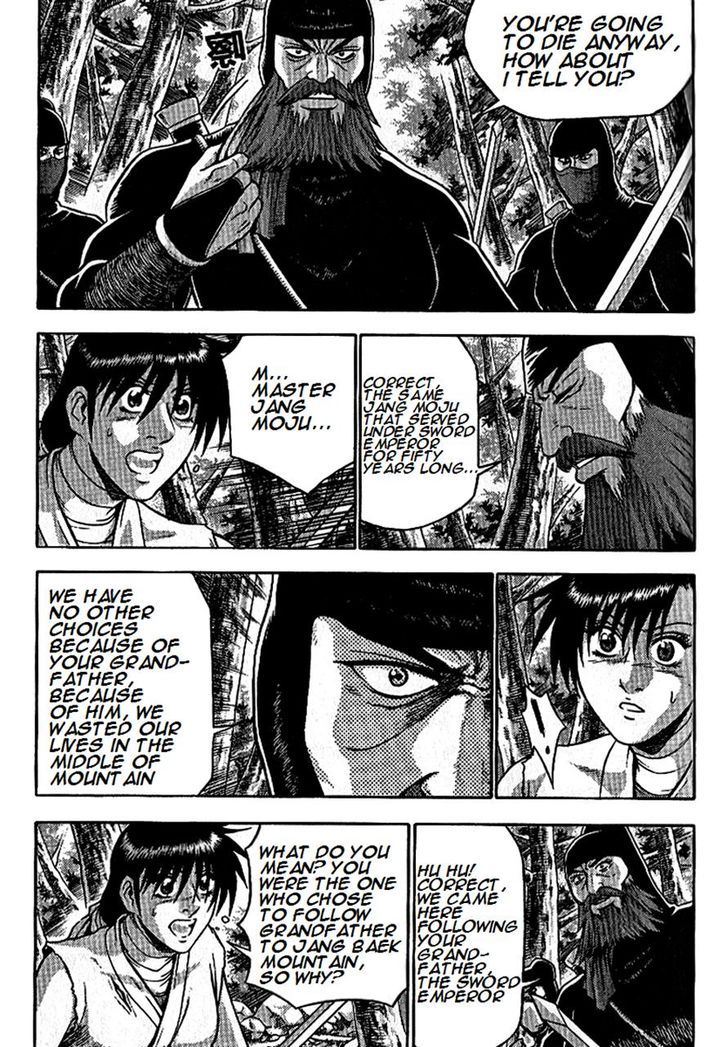 YOU'RE GOING
TO DIE ANYWAY,
HOW ABOUT
I TELL YOU?
M...
MASTER
JANG
MOJU...
CORRECT,
THE SAME
JANG MOJU
THAT SERVED
UNDER SWORD
EMPEROR
FOR FIFTY
YEARS LONG...
WE HAVE
NO OTHER
CHOICES
BECAUSE OF
YOUR GRAND-
FATHER,
BECAUSE
OF HIM, WE
WASTED OUR
LIVES IN THE
MIDDLE OF
MOUNTAIN
...!
WHAT DO YOU
MEAN? YOU
WERE THE ONE
WHO CHOSE
TO FOLLOW
GRANDFATHER
TO JANG BAEK
MOUNTAIN,
SO WHY?
HU HU!
CORRECT,
WE CAME
HERE
FOLLOWING
YOUR
GRAND-
FATHER,
THE SWORD
EMPEROR